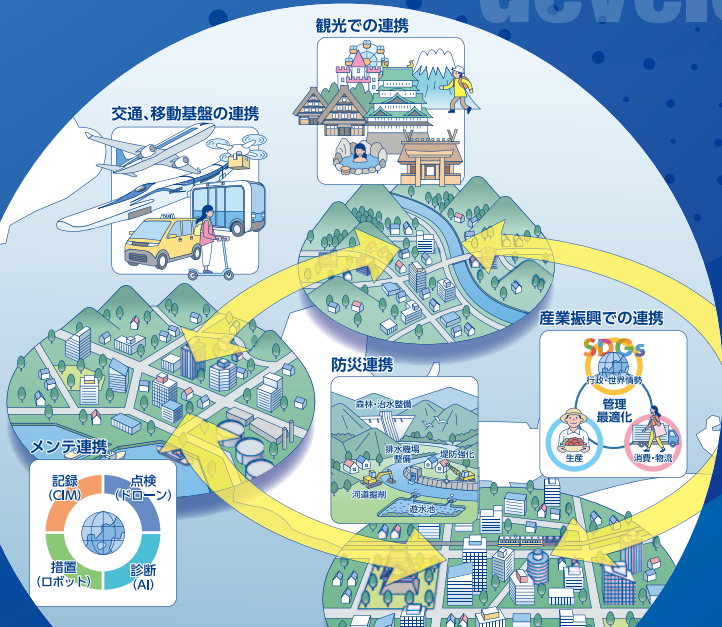 develo
観光での連携
交通、移動基盤の連携
TAXI
産業振興での連携
SDGs
行政・世界情勢
管理
最適化
生産
消費・物流
防災連携
森林・治水整備
排水機場
整備
堤防強化
河道掘削
遊水池
メンテ連携
記録
(CIM)
点検
(ドローン)
措置
(ロボット)
診断
(AI)